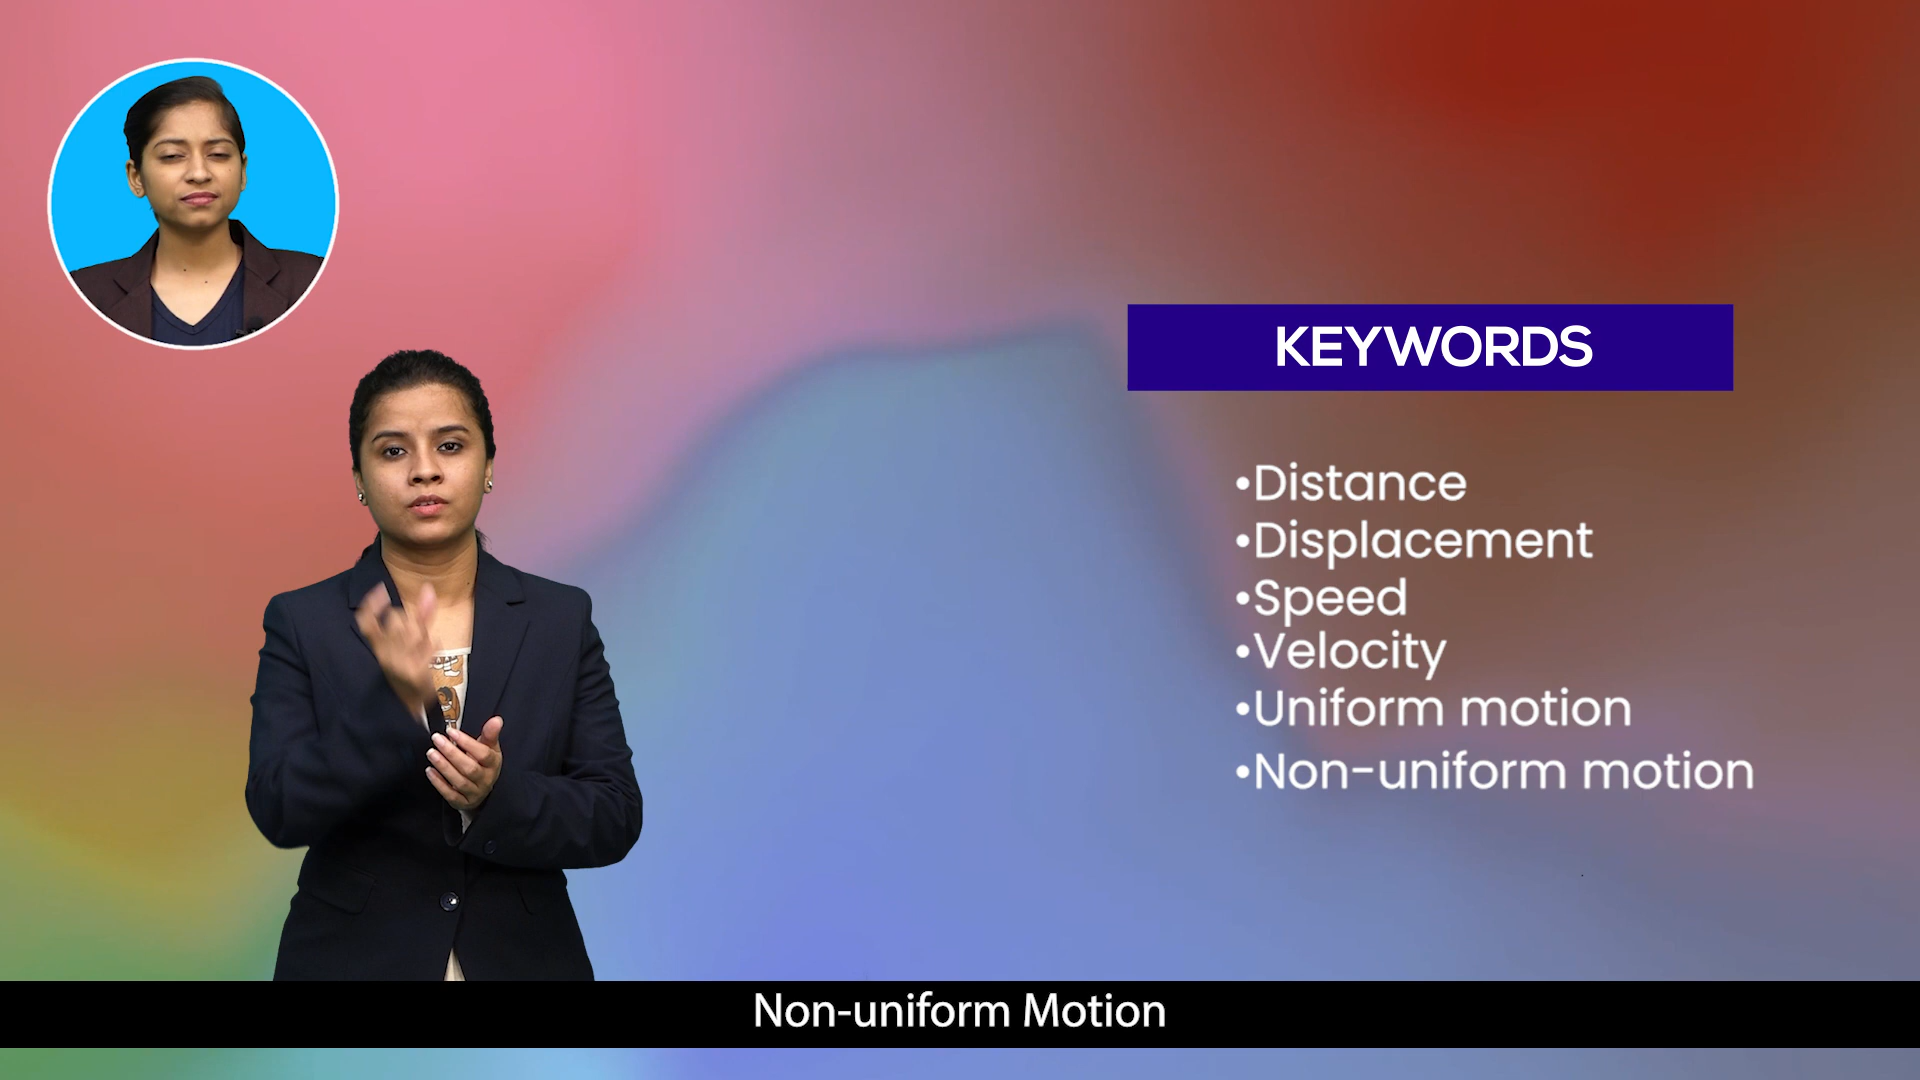 KEYWORDS
•Distance
•Displacement
•Speed
•Velocity
•Uniform motion
•Non-uniform motion
Non-uniform Motion